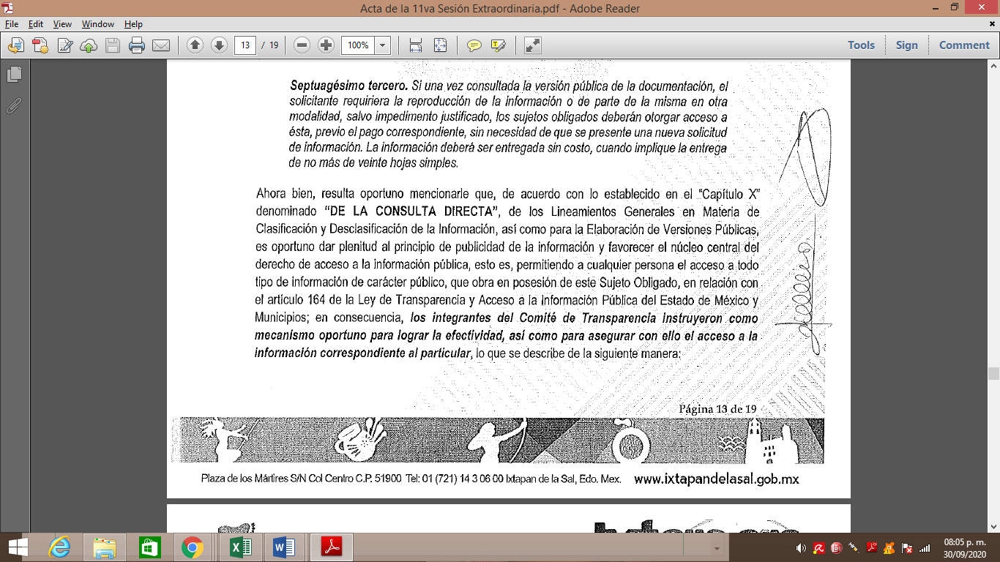 Acta de la 11va Sesión Extraordinaria.pdf - Adobe Reader
File Edit View Window Help
13 / 19 100% Tools Sign Comment
Septuagésimo tercero. Si una vez consultada la versión pública de la documentación, el
solicitante requiriera la reproducción de la información o de parte de la misma en otra
modalidad, salvo impedimento justificado, los sujetos obligados deberán otorgar acceso a
ésta, previo el pago correspondiente, sin necesidad de que se presente una nueva solicitud
de información. La información deberá ser entregada sin costo, cuando implique la entrega
de no más de veinte hojas simples.
Ahora bien, resulta oportuno mencionarle que, de acuerdo con lo establecido en el “Capítulo X”
denominado “DE LA CONSULTA DIRECTA”, de los Lineamientos Generales en Materia de
Clasificación y Desclasificación de la Información, así como para la Elaboración de Versiones Públicas,
es oportuno dar plenitud al principio de publicidad de la información y favorecer el núcleo central del
derecho de acceso a la información pública, esto es, permitiendo a cualquier persona el acceso a todo
tipo de información de carácter público, que obra en posesión de este Sujeto Obligado, en relación con
el artículo 164 de la Ley de Transparencia y Acceso a la Información Pública del Estado de México y
Municipios; en consecuencia, los integrantes del Comité de Transparencia instruyeron como
mecanismo oportuno para lograr la efectividad, así como para asegurar con ello el acceso a la
información correspondiente al particular, lo que se describe de la siguiente manera:
Página 13 de 19
Plaza de los Mártires S/N Col Centro C.P. 51900 Tel: 01 (721) 14 3 06 00 Ixtapan de la Sal, Edo. Mex. www.ixtapandelasal.gob.mx
08:05 p. m.
30/09/2020